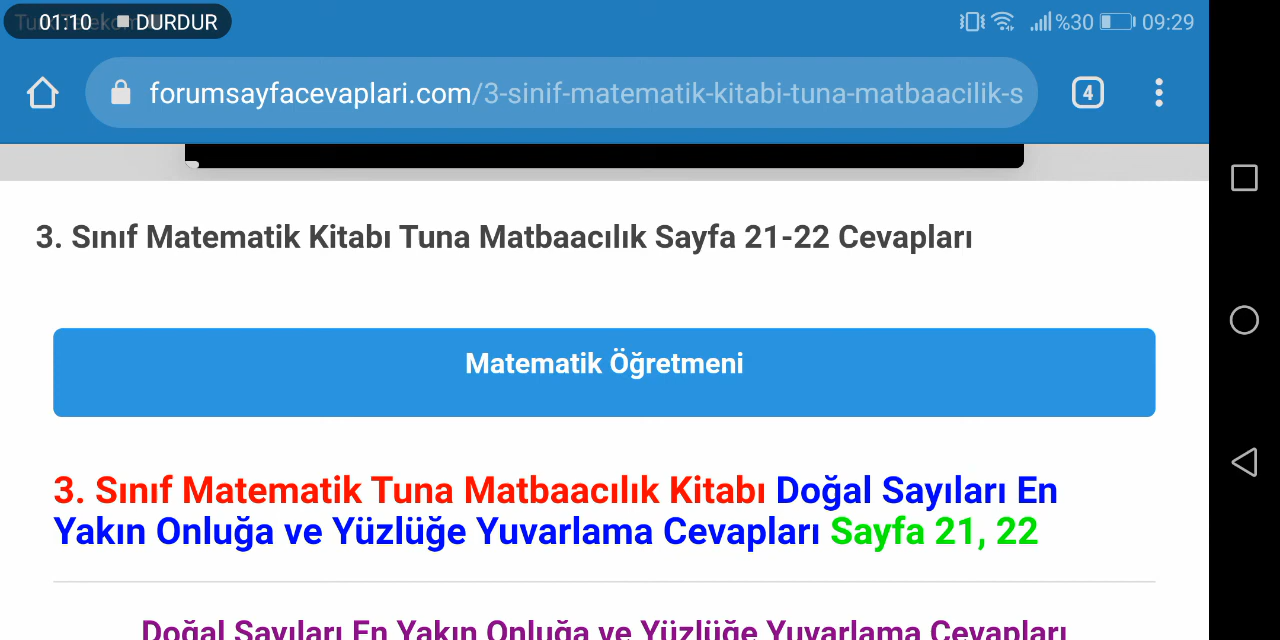 01:10 DURDUR %30 09:29
forumsayfacevaplari.com/3-sinif-matematik-kitabi-tuna-matbaacilik-s 4
3. Sınıf Matematik Kitabı Tuna Matbaacılık Sayfa 21-22 Cevapları
Matematik Öğretmeni
3. Sınıf Matematik Tuna Matbaacılık Kitabı Doğal Sayıları En
Yakın Onluğa ve Yüzlüğe Yuvarlama Cevapları Sayfa 21, 22
Doğal Sayıları En Yakın Onluğa ve Yüzlüğe Yuvarlama Cevapları